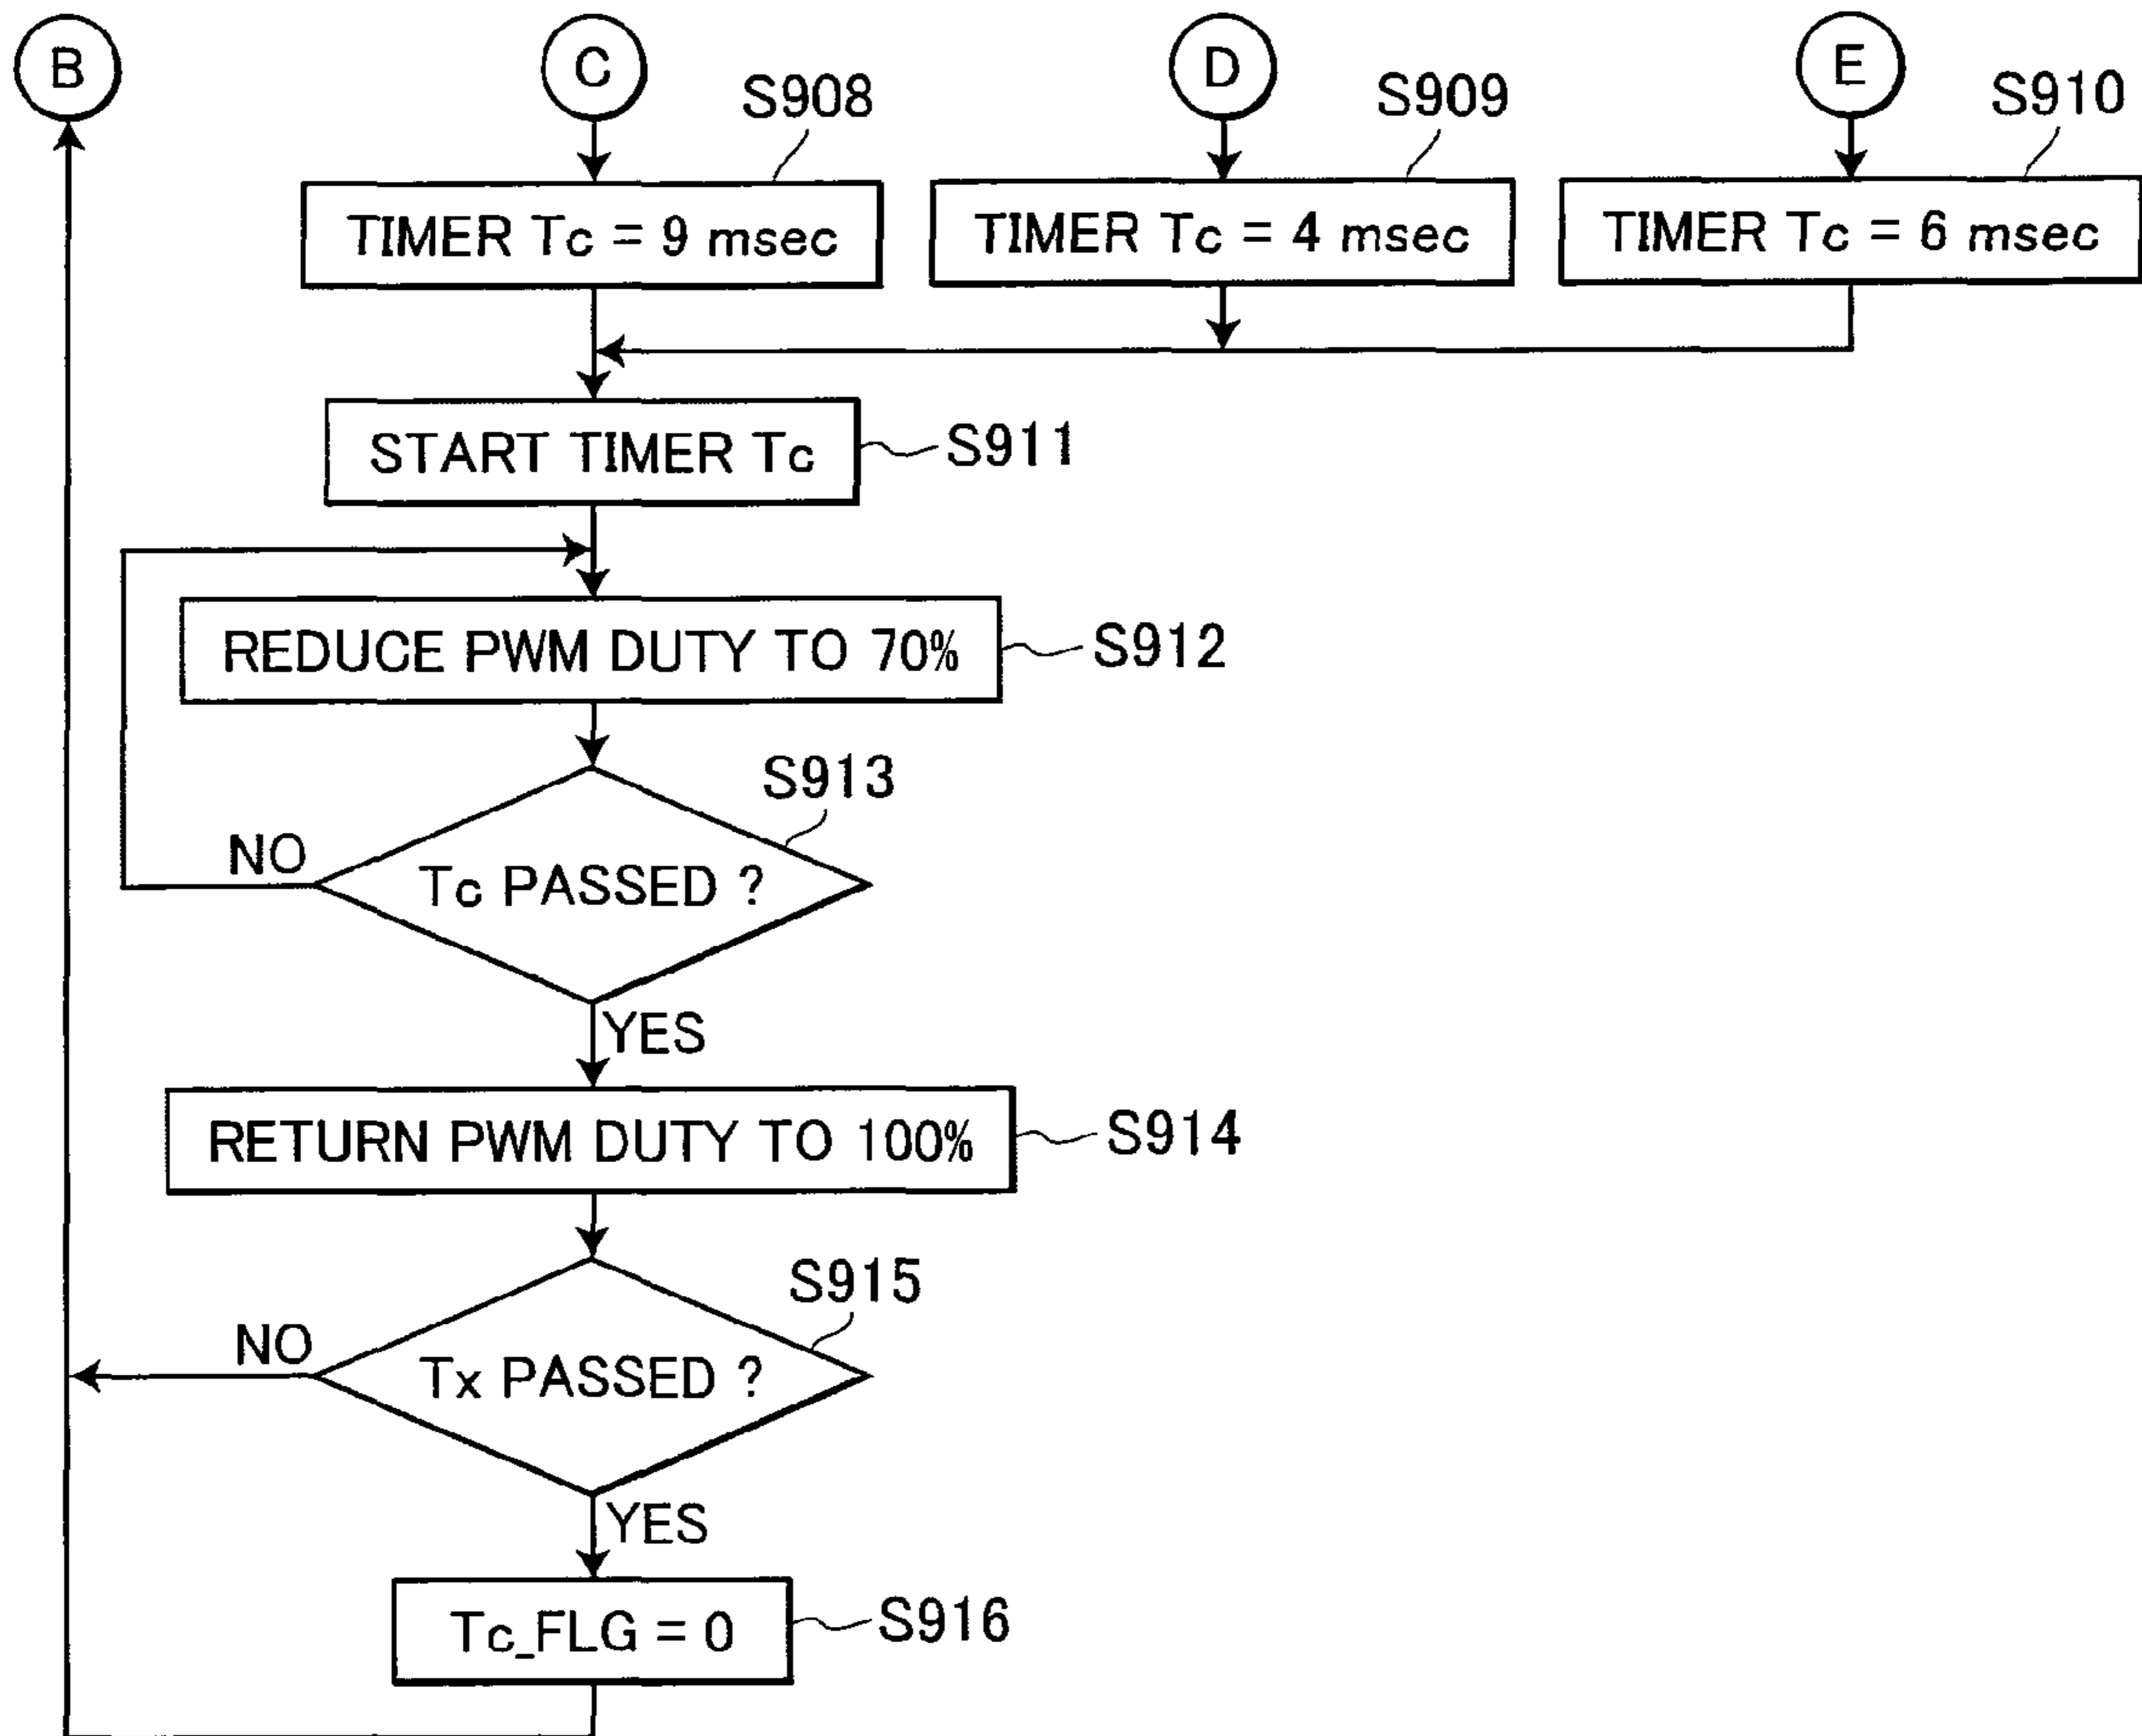 B
C
D
E
S908
S909
S910
TIMER Tc = 9 msec
TIMER Tc = 4 msec
TIMER Tc = 6 msec
START TIMER Tc
S911
REDUCE PWM DUTY TO 70%
S912
S913
NO
Tc PASSED ?
YES
RETURN PWM DUTY TO 100%
S914
S915
NO
Tx PASSED ?
YES
Tc_FLG = 0
S916